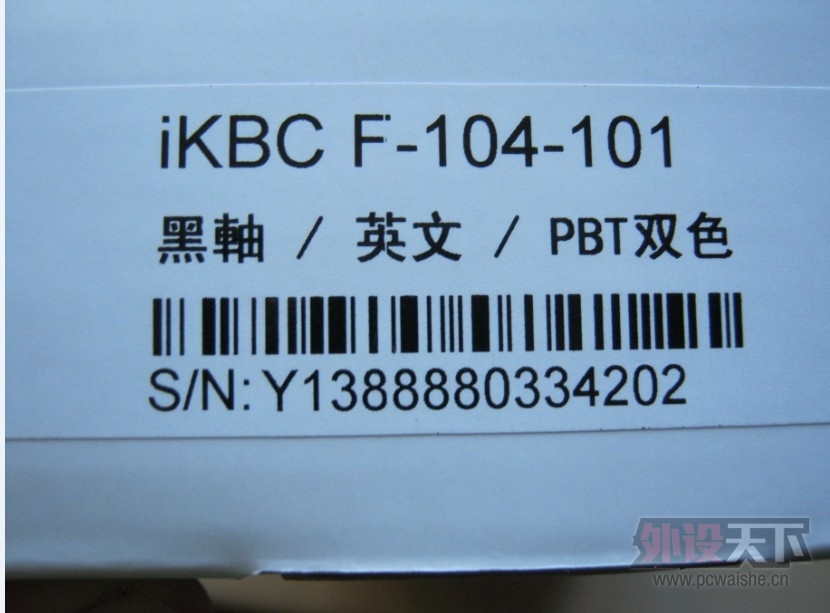 iKBC F-104-101
黑軸 / 英文 / PBT双色
S/N: Y1388880334202
外设天下
www.pcwaishe.cn